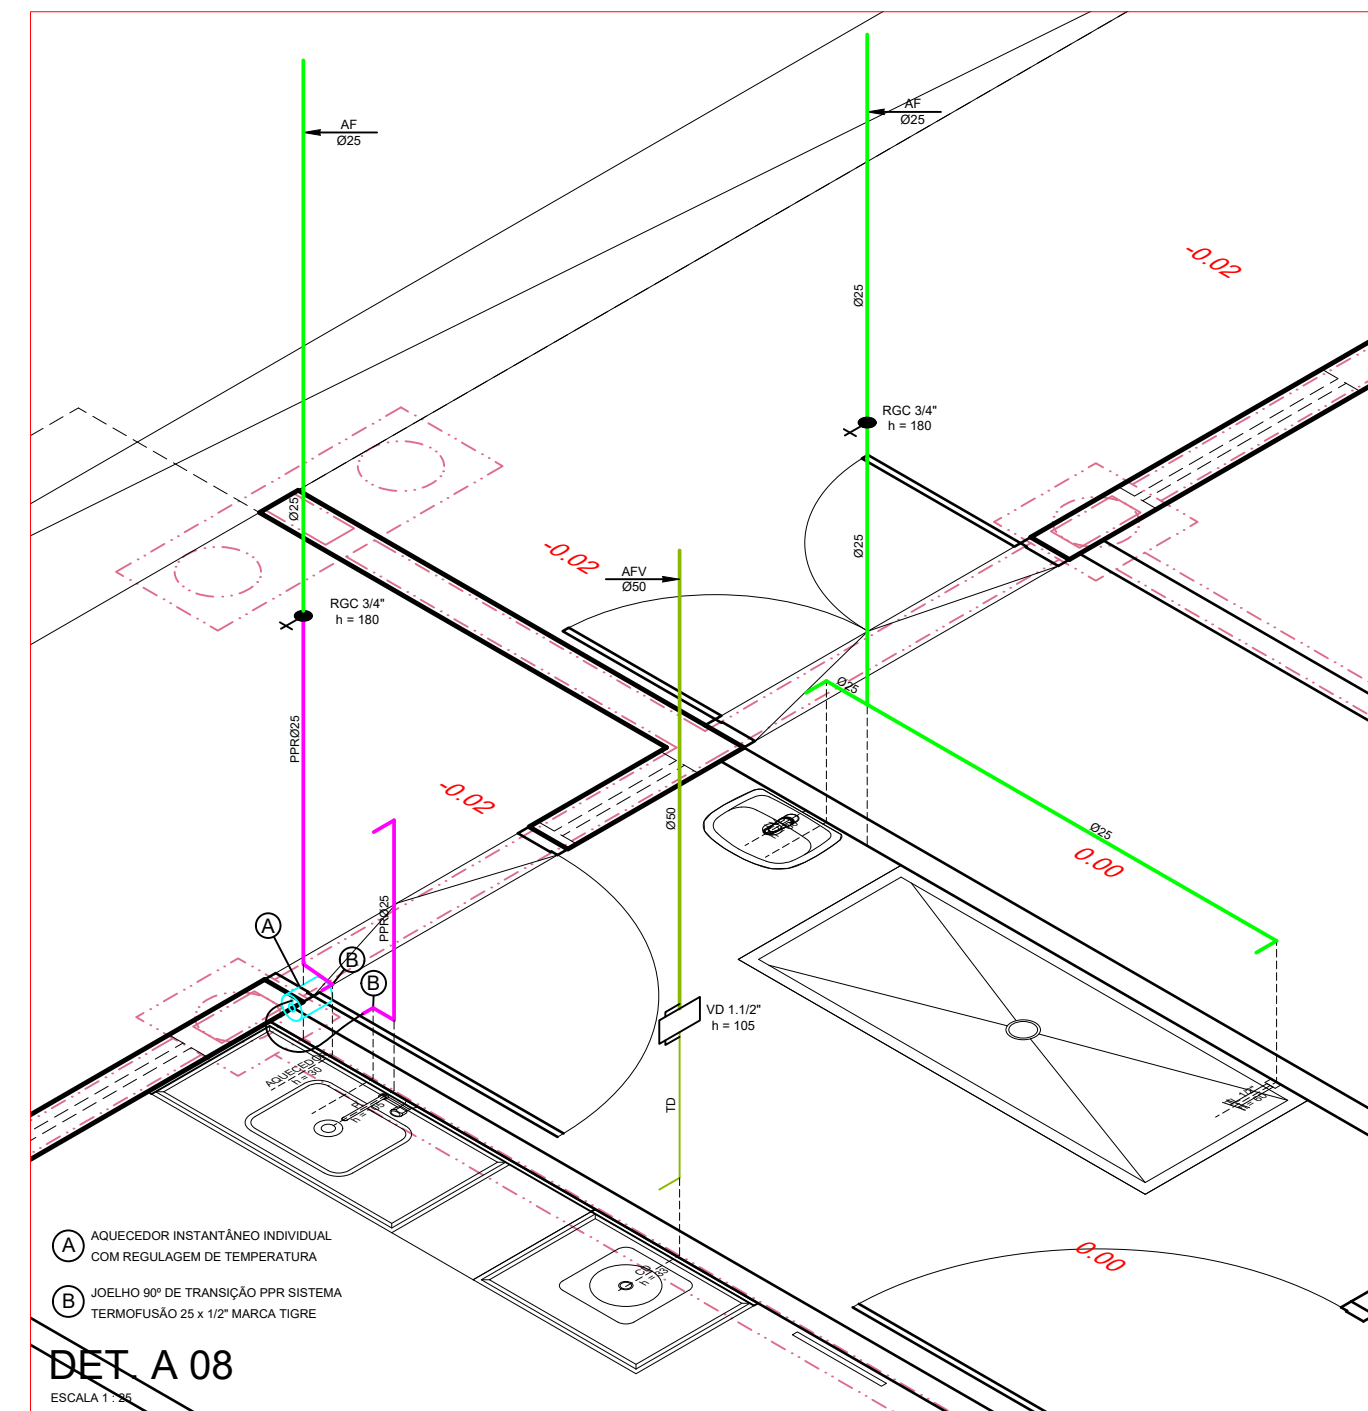 AF
Ø25
AF
Ø25
-0.02
Ø25
RGC 3/4"
h = 180
Ø25
Ø25
-0.02
AFV
Ø50
RGC 3/4"
h = 180
Ø25
PPRØ25
-0.02
Ø50
Ø25
0.00
PPRØ25
A
B
B
VD 1.1/2"
h = 105
AQUECEDOR
h = 30
TD
0.00
A AQUECEDOR INSTANTÂNEO INDIVIDUAL
COM REGULAGEM DE TEMPERATURA
B JOELHO 90º DE TRANSIÇÃO PPR SISTEMA
TERMOFUSÃO 25 x 1/2" MARCA TIGRE
DET. A 08
ESCALA 1 : 25